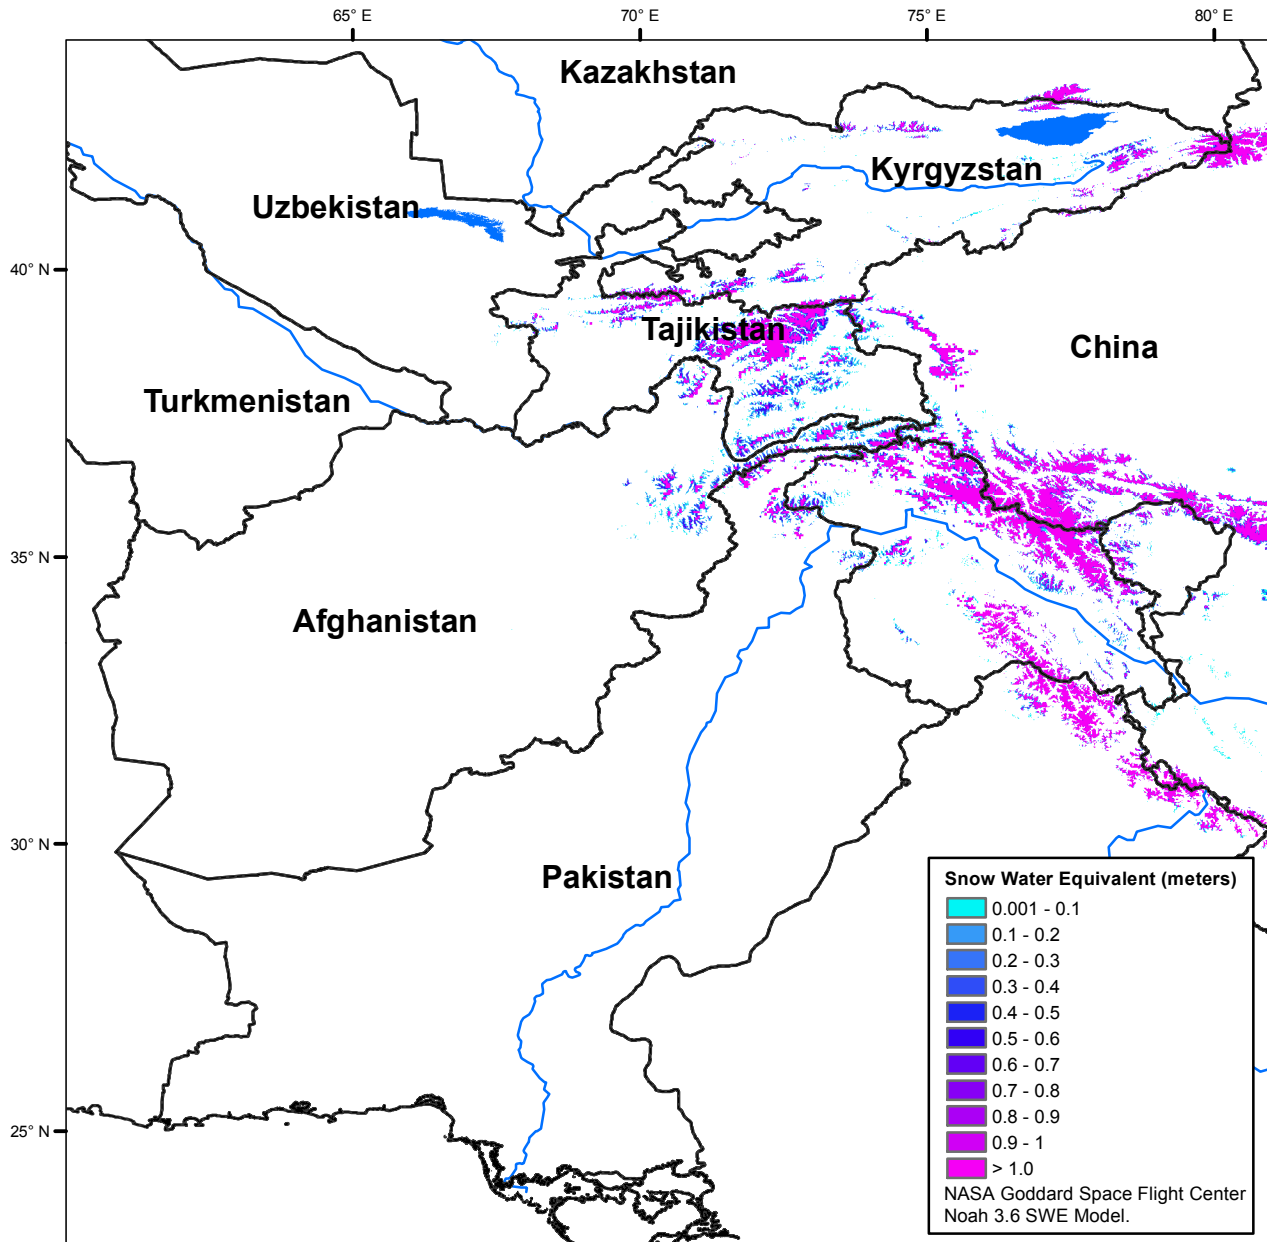 65° E
70° E
75° E
80° E
Kazakhstan
Kyrgyzstan
Uzbekistan
40° N
Tajikistan
China
Turkmenistan
35° N
Afghanistan
30° N
Pakistan
25° N
Snow Water Equivalent (meters)
0.001 - 0.1
0.1 - 0.2
0.2 - 0.3
0.3 - 0.4
0.4 - 0.5
0.5 - 0.6
0.6 - 0.7
0.7 - 0.8
0.8 - 0.9
0.9 - 1
> 1.0
NASA Goddard Space Flight Center
Noah 3.6 SWE Model.